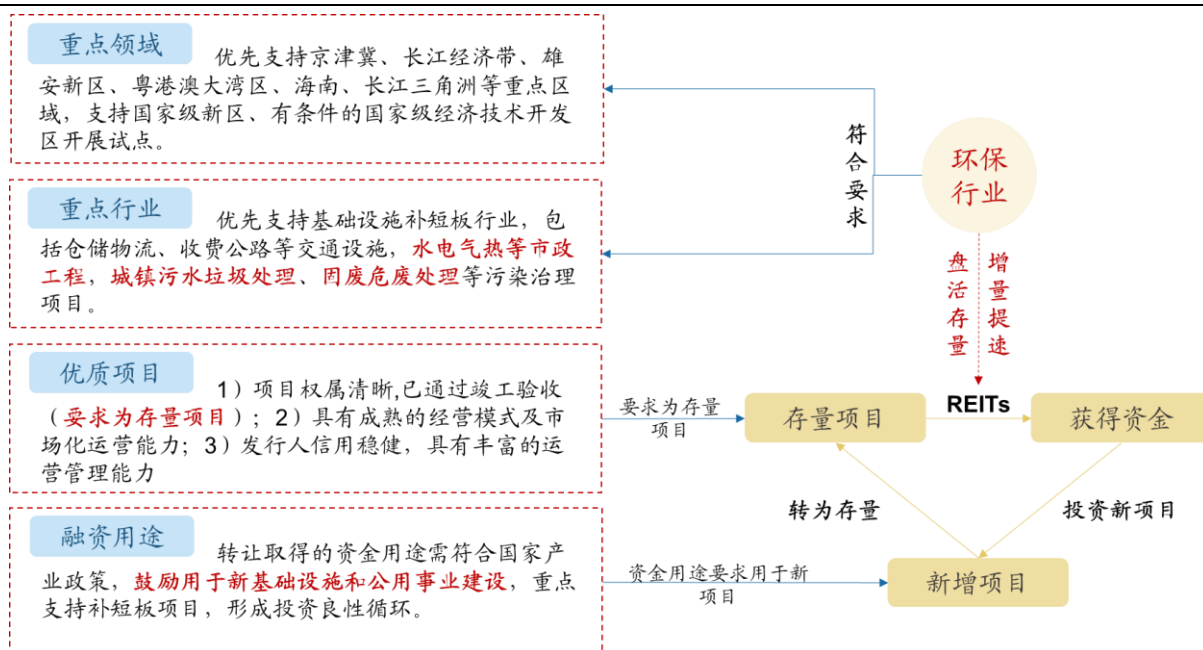 重点领域
优先支持京津冀、长江经济带、雄
安新区、粤港澳大湾区、海南、长江三角洲等重点区
域，支持国家级新区、有条件的国家级经济技术开发
区开展试点。
重点行业
优先支持基础设施补短板行业，包
括仓储物流、收费公路等交通设施，水电气热等市政
工程，城镇污水垃圾处理、固废危废处理等污染治理
项目。
优质项目
1）项目权属清晰,已通过竣工验收
（要求为存量项目）；2）具有成熟的经营模式及市
场化运营能力；3）发行人信用稳健，具有丰富的运
营管理能力
融资用途
转让取得的资金用途需符合国家产
业政策，鼓励用于新基础设施和公用事业建设，重点
支持补短板项目，形成投资良性循环。
符合要求
环保
行业
盘活存量
增量提速
要求为存量
项目
存量项目
REITs
获得资金
转为存量
投资新项目
资金用途要求用于新
项目
新增项目